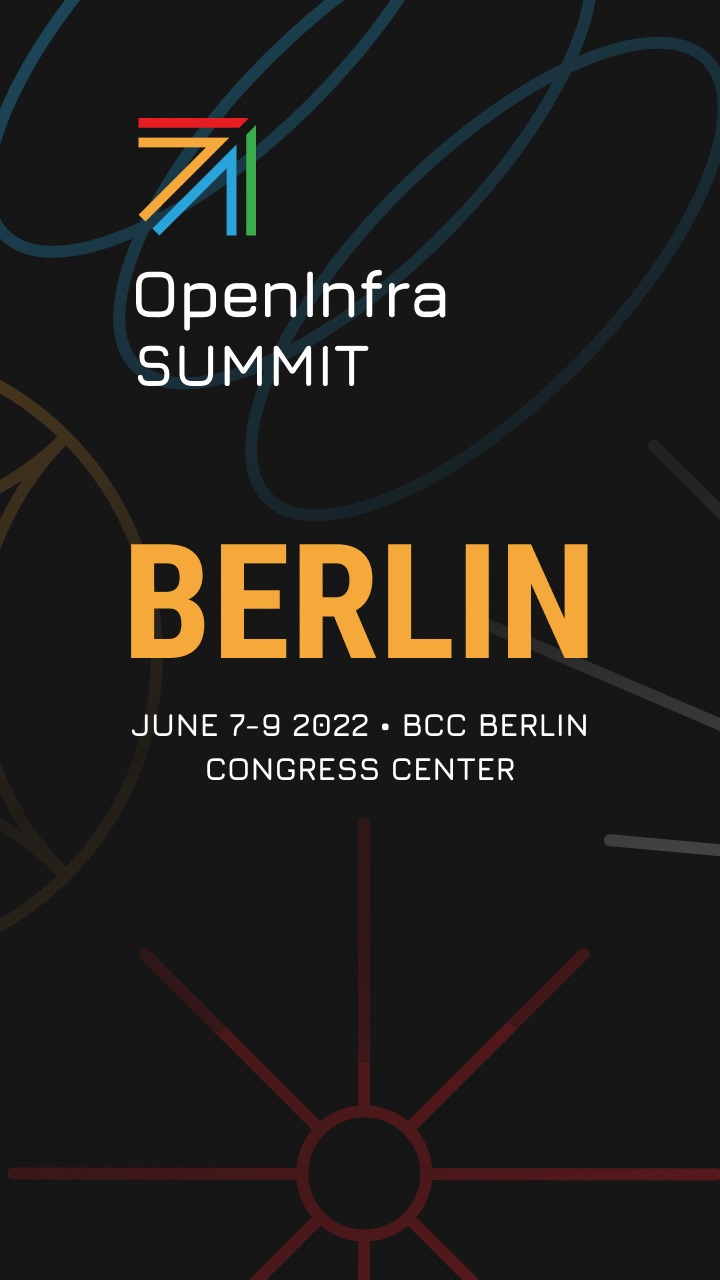 OpenInfra
SUMMIT
BERLIN
JUNE 7-9 2022 • BCC BERLIN
CONGRESS CENTER